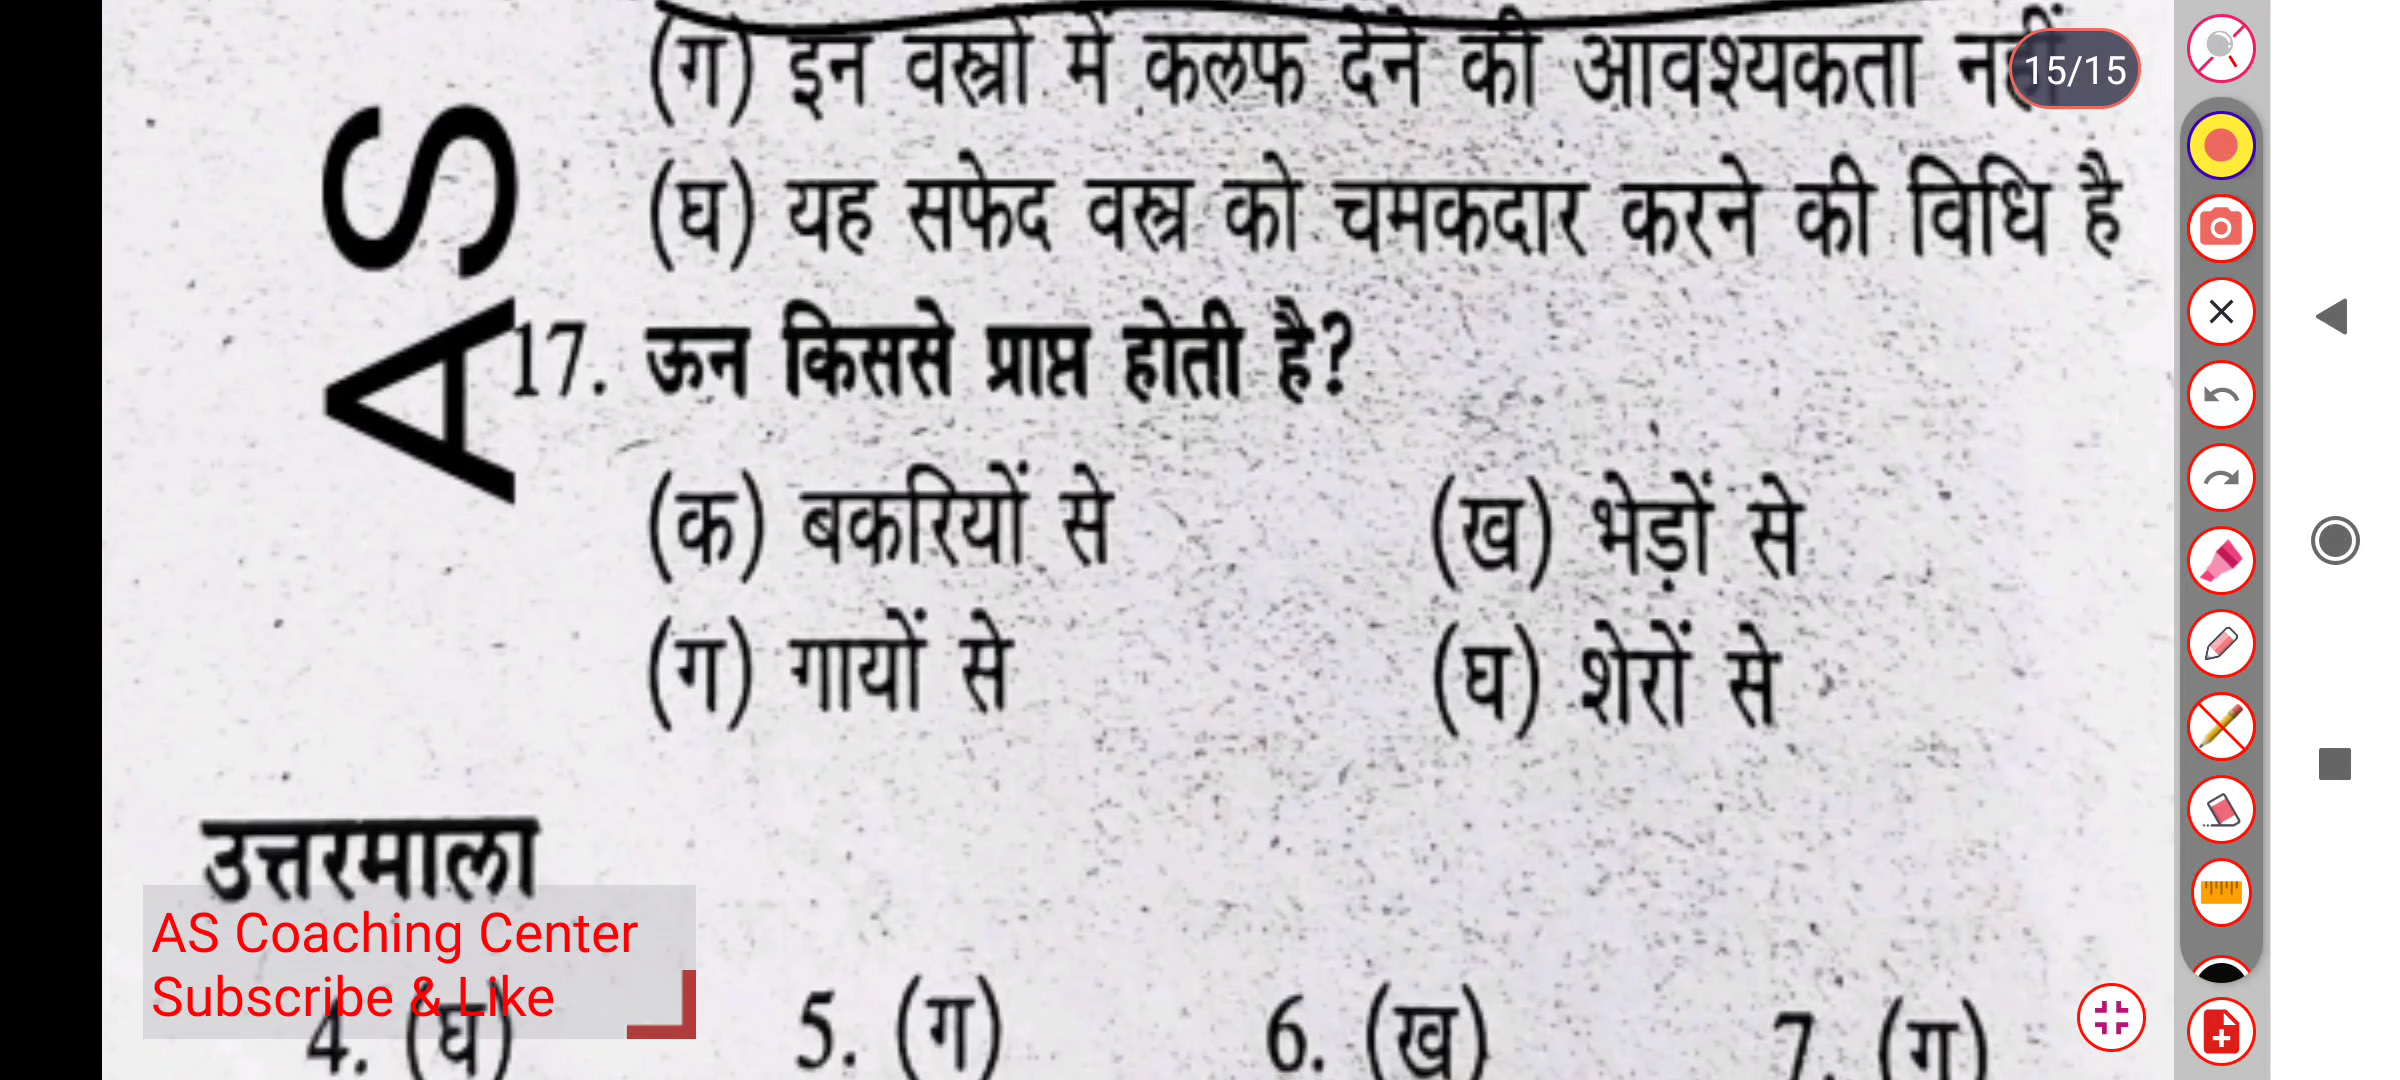 (ग) इन वस्त्रों में कलफ देने की आवश्यकता नहीं
15/15
(घ) यह सफेद वस्त्र को चमकदार करने की विधि है
AS
17. ऊन किससे प्राप्त होती है?
(क) बकरियों से (ख) भेड़ों से
(ग) गायों से (घ) शेरों से
उत्तरमाला
AS Coaching Center
Subscribe & Like
4. (घ) 5. (ग) 6. (ख) 7. (ग)